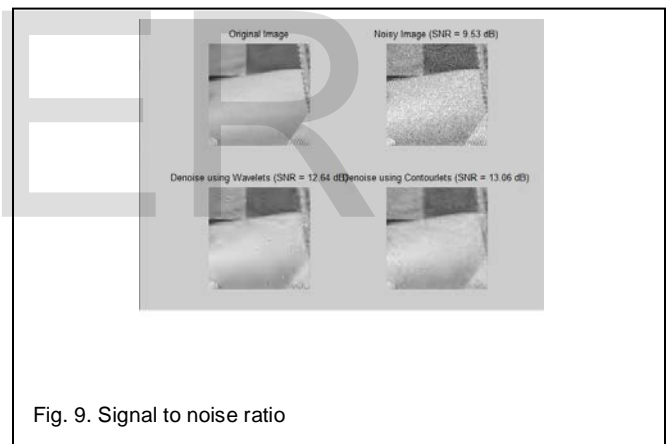 Original Image
Noisy Image (SNR = 9.53 dB)
Denoise using Wavelets (SNR = 12.64 dB)
Denoise using Contourlets (SNR = 13.06 dB)
ER
Fig. 9. Signal to noise ratio